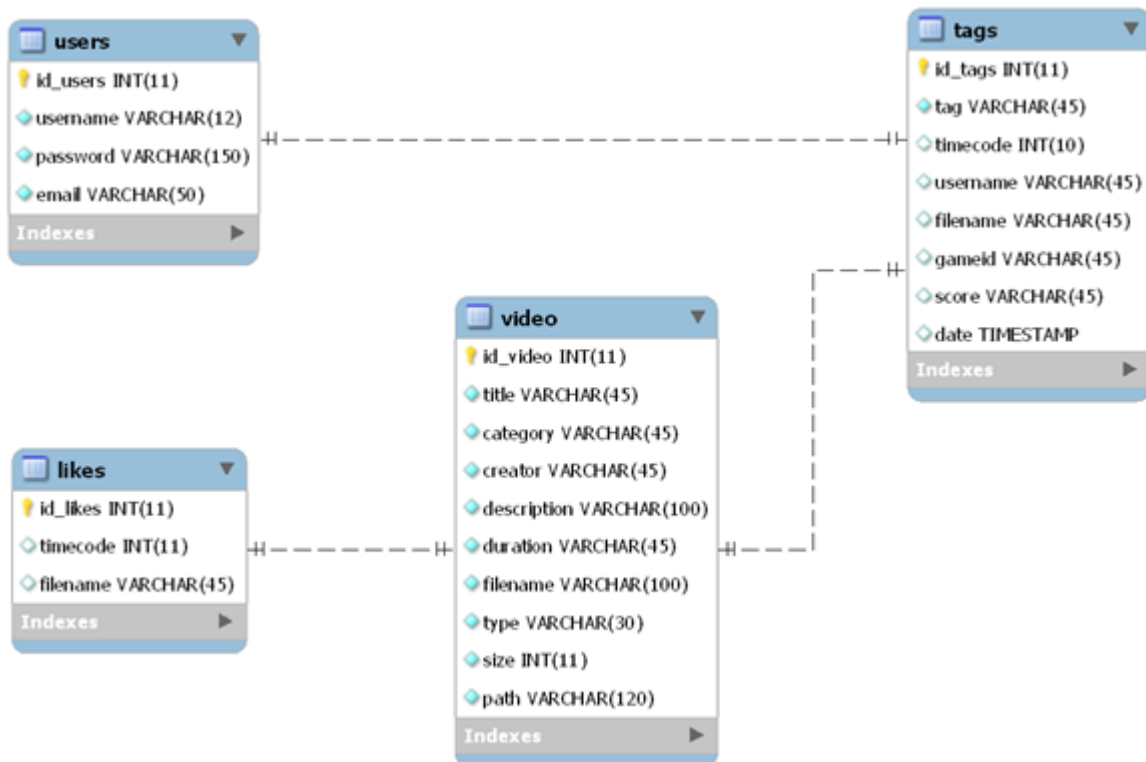 users
id_users INT(11)
username VARCHAR(12)
password VARCHAR(150)
email VARCHAR(50)
Indexes
tags
id_tags INT(11)
tag VARCHAR(45)
timecode INT(10)
username VARCHAR(45)
filename VARCHAR(45)
gameid VARCHAR(45)
score VARCHAR(45)
date TIMESTAMP
Indexes
video
id_video INT(11)
title VARCHAR(45)
category VARCHAR(45)
creator VARCHAR(45)
description VARCHAR(100)
duration VARCHAR(45)
filename VARCHAR(100)
type VARCHAR(30)
size INT(11)
path VARCHAR(120)
Indexes
likes
id_likes INT(11)
timecode INT(11)
filename VARCHAR(45)
Indexes